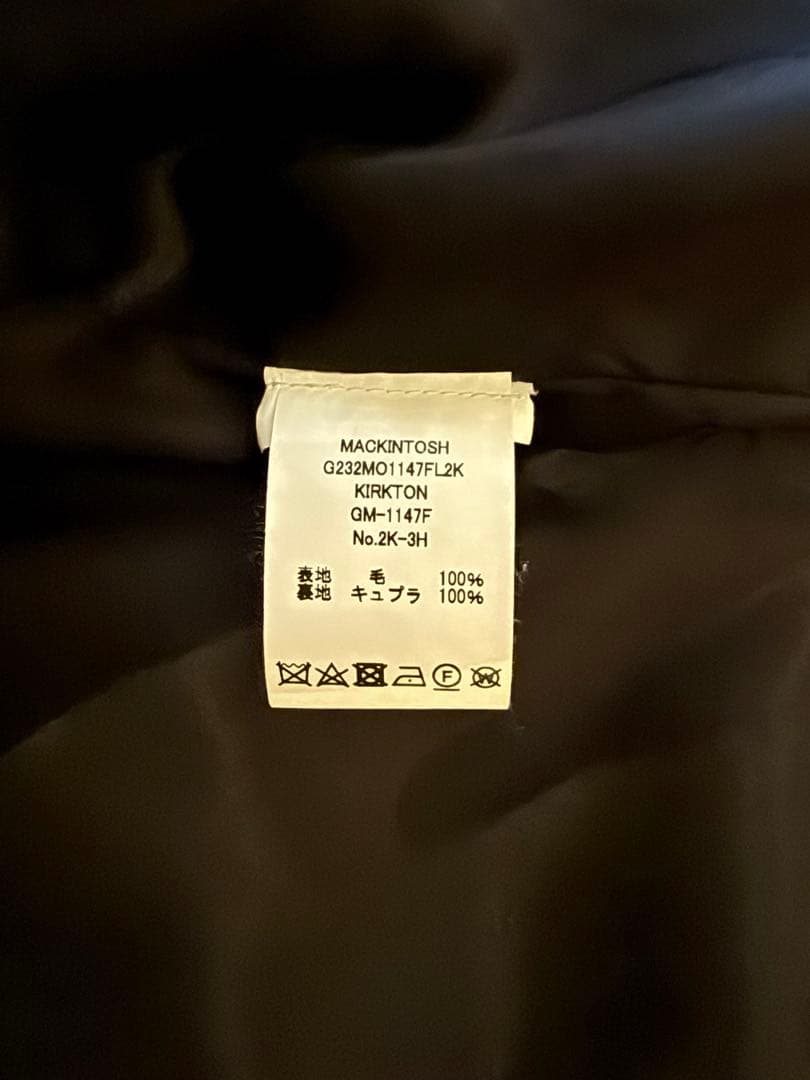 MACKINTOSH
G232MO1147FL2K
KIRKTON
GM-1147F
No.2K-3H
表地 毛 100%
裏地 キュプラ 100%
F W